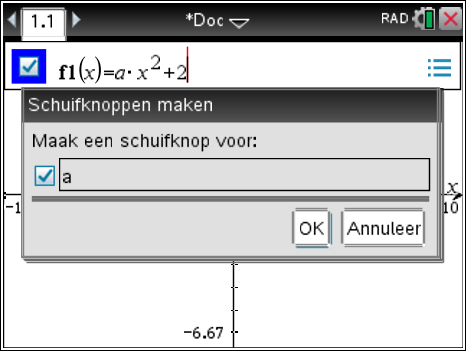 1.1 *Doc RAD
f1(x)=a·x²+2
Schuifknoppen maken
Maak een schuifknop voor:
a
OK Annuleer
x
-1 10
-6.67